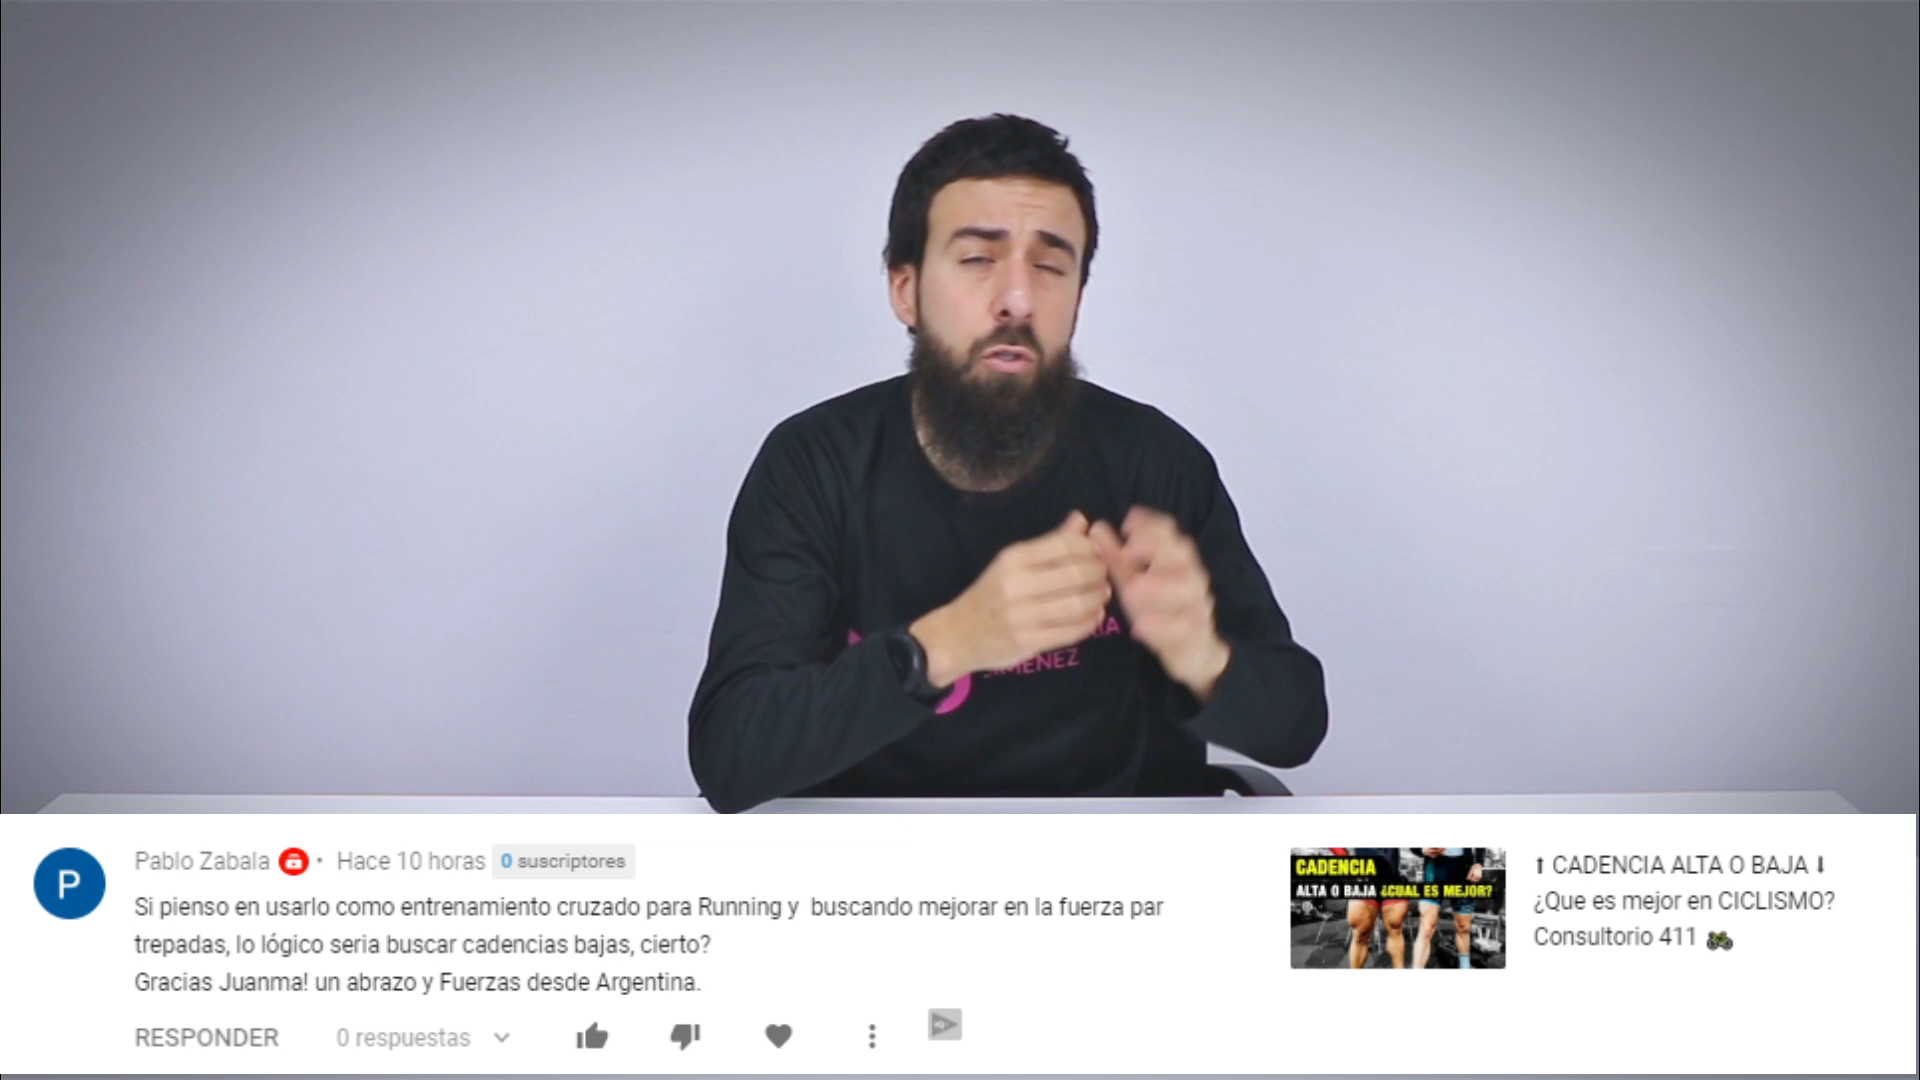 JIMÉNEZ
P
Pablo Zabala · Hace 10 horas 0 suscriptores
Si pienso en usarlo como entrenamiento cruzado para Running y buscando mejorar en la fuerza par
trepadas, lo lógico seria buscar cadencias bajas, cierto?
Gracias Juanma! un abrazo y Fuerzas desde Argentina.
RESPONDER 0 respuestas
CADENCIA
ALTA O BAJA ¿CUAL ES MEJOR?
⬆ CADENCIA ALTA O BAJA ⬇
¿Que es mejor en CICLISMO?
Consultorio 411